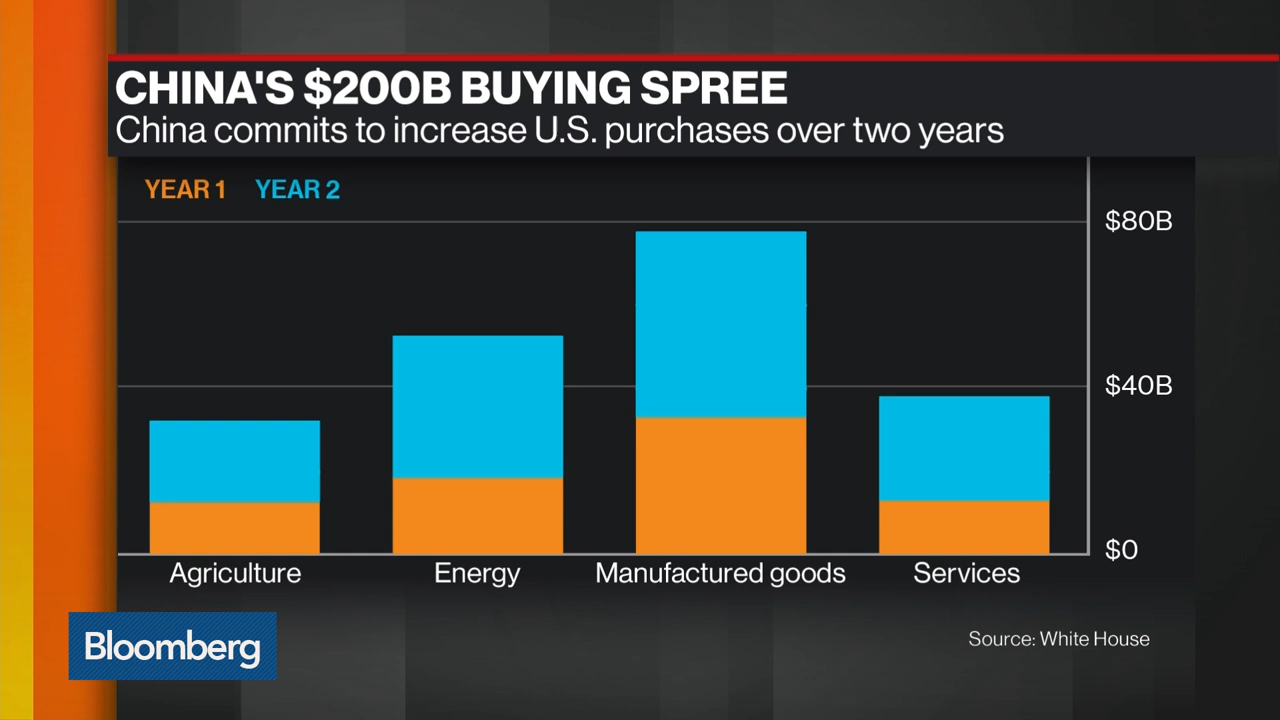 CHINA'S $200B BUYING SPREE
China commits to increase U.S. purchases over two years
YEAR 1 YEAR 2
$80B
$40B
$0
Agriculture Energy Manufactured goods Services
Bloomberg
Source: White House